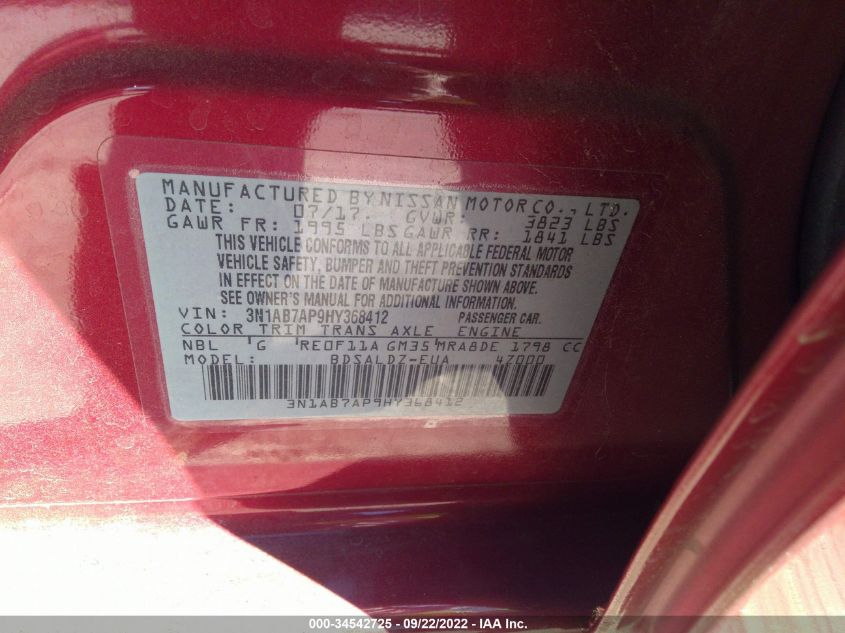 MANUFACTURED BY NISSAN MOTOR CO., LTD.
DATE: 07/17. GVWR: 3823 LBS
GAWR FR: 1995 LBS GAWR RR: 1841 LBS
THIS VEHICLE CONFORMS TO ALL APPLICABLE FEDERAL MOTOR
VEHICLE SAFETY, BUMPER AND THEFT PREVENTION STANDARDS
IN EFFECT ON THE DATE OF MANUFACTURE SHOWN ABOVE.
SEE OWNER'S MANUAL FOR ADDITIONAL INFORMATION.
VIN: 3N1AB7AP9HY368412 PASSENGER CAR.
COLOR TRIM TRANS AXLE ENGINE
NBL G RE0F11A GM35 MRA8DE 1798 CC
MODEL: BDSALDZ-EUA 47000
3N1AB7AP9HY368412
000-34542725 - 09/22/2022 - IAA Inc.